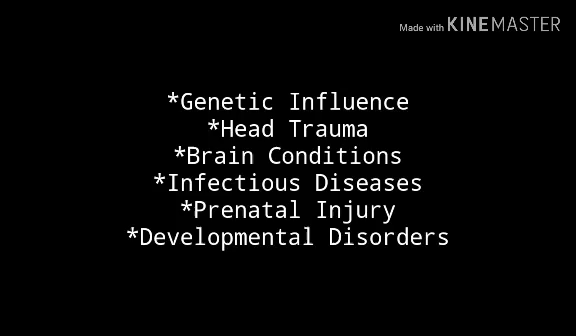 Made with KINEMASTER
*Genetic Influence
*Head Trauma
*Brain Conditions
*Infectious Diseases
*Prenatal Injury
*Developmental Disorders